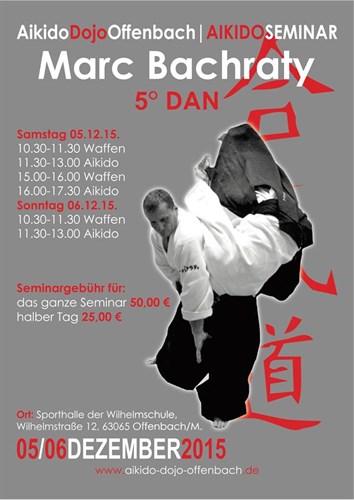 AikidoDojoOffenbach|AIKIDOSEMINAR
Marc Bachraty
5° DAN
Samstag 05.12.15.
10.30-11.30 Waffen
11.30-13.00 Aikido
15.00-16.00 Waffen
16.00-17.30 Aikido
Sonntag 06.12.15.
10.30-11.30 Waffen
11.30-13.00 Aikido
合
道
Seminargebühr für:
das ganze Seminar 50,00 €
halber Tag 25,00 €
Ort: Sporthalle der Wilhelmschule,
Wilhelmstraße 12, 63065 Offenbach/M.
05/06DEZEMBER2015
www.aikido-dojo-offenbach.de